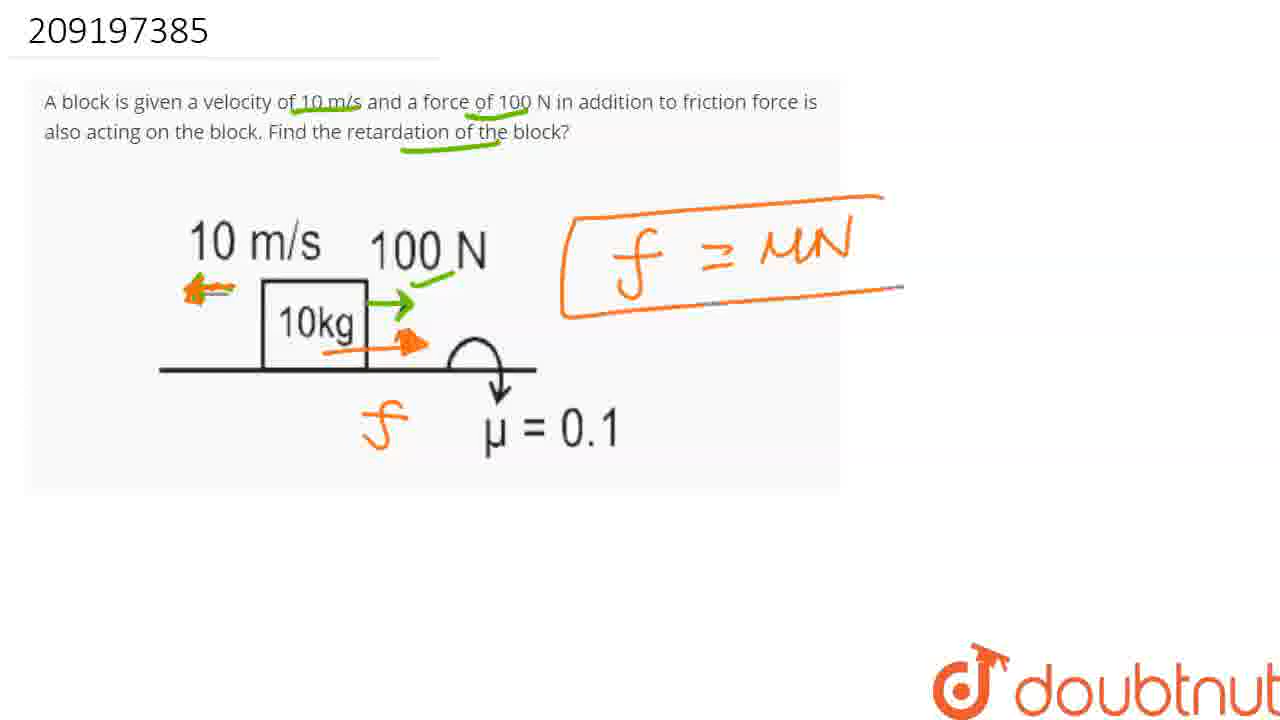 209197385
A block is given a velocity of 10 m/s and a force of 100 N in addition to friction force is
also acting on the block. Find the retardation of the block?
10 m/s 100 N
f = μN
10kg
f
μ = 0.1
doubtnut